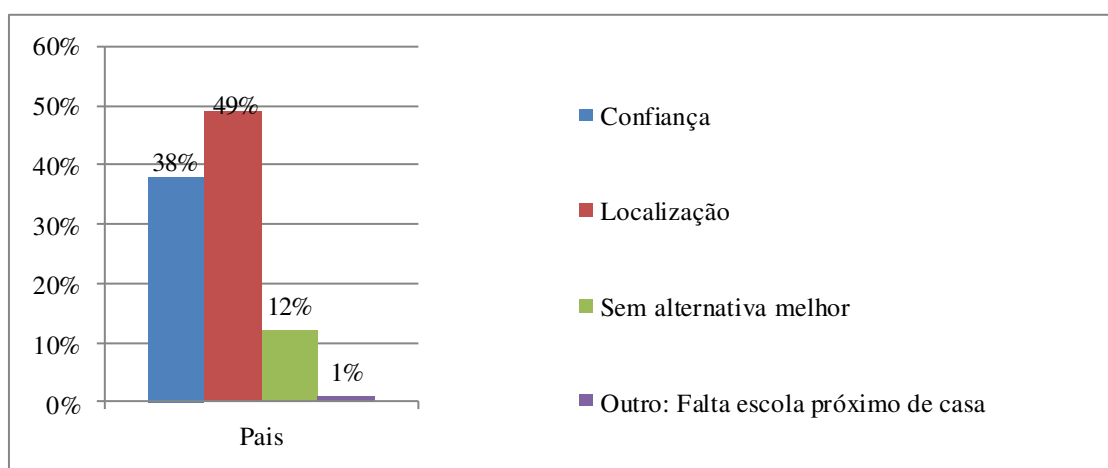 60%
50%
40%
30%
20%
10%
0%
38%
49%
12%
1%
Pais
Confiança
Localização
Sem alternativa melhor
Outro: Falta escola próximo de casa